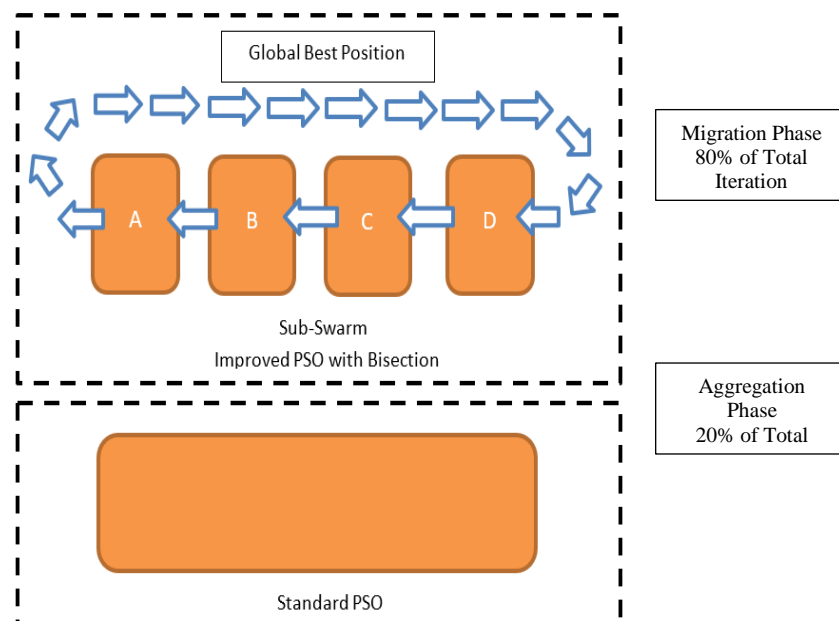 Global Best Position
Migration Phase
80% of Total
Iteration
A
B
C
D
Sub-Swarm
Improved PSO with Bisection
Aggregation
Phase
20% of Total
Standard PSO